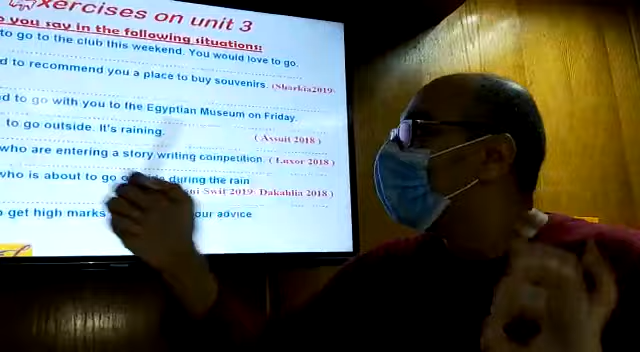 xercises on unit 3
you say in the following situations:
to go to the club this weekend. You would love to go.
d to recommend you a place to buy souvenirs. (Sharkia2019
d to go with you to the Egyptian Museum on Friday.
to go outside. It's raining. (Assuit 2018)
who are entering a story writing competition. (Luxor 2018)
who is about to go during the rain
Swif 2019- Dakahlia 2018)
get high marks our advice